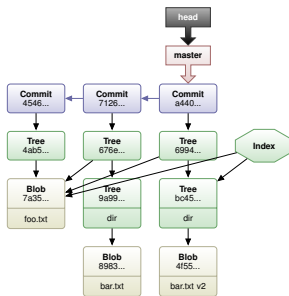 head
master
Commit
4546...
Commit
7126...
Commit
a440...
Tree
4ab5...
Tree
676e...
Tree
6994...
Index
Blob
7a35...
foo.txt
Tree
9a99...
dir
Tree
bc45...
dir
Blob
8983...
bar.txt
Blob
4f55...
bar.txt v2